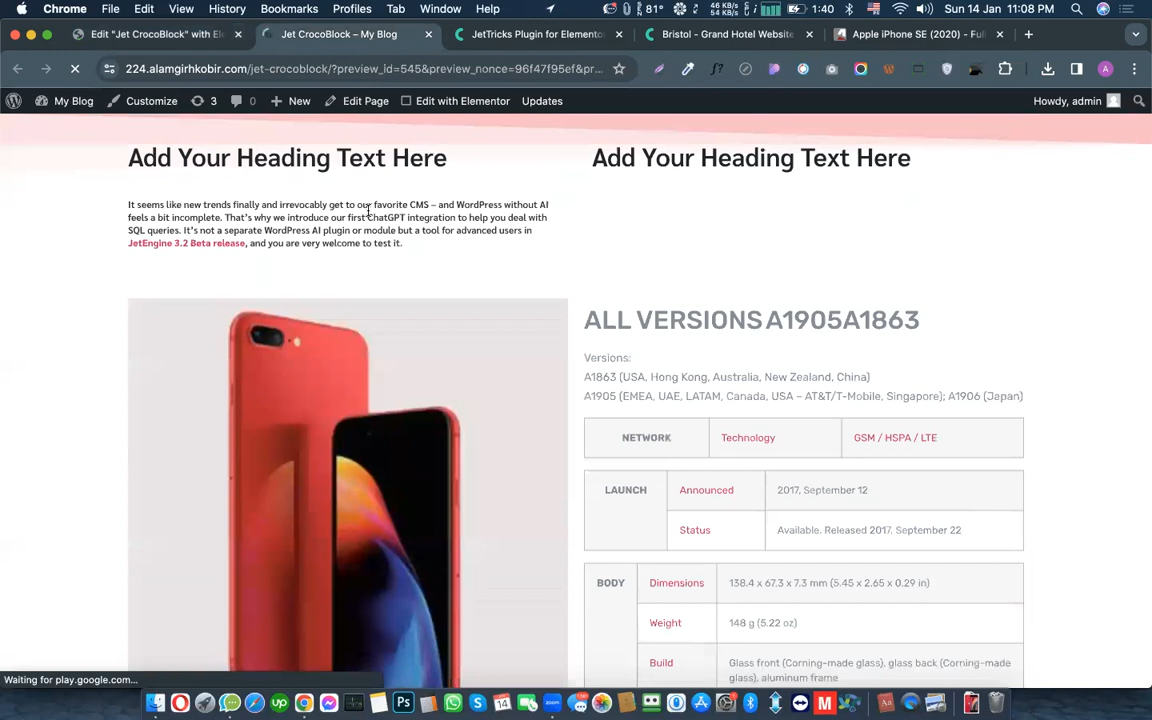 Chrome File Edit View History Bookmarks Profiles Tab Window Help 81° 46 KB/s 54 KB/s 1:40 Sun 14 Jan 11:08 PM
Edit "Jet CrocoBlock" with Ele
Jet CrocoBlock – My Blog
JetTricks Plugin for Elemento
Bristol - Grand Hotel Website
Apple iPhone SE (2020) - Full
224.alamgirhkobir.com/jet-crocoblock/?preview_id=545&preview_nonce=96f47f95ef&pr...
My Blog Customize 3 0 New Edit Page Edit with Elementor Updates Howdy, admin
Add Your Heading Text Here
It seems like new trends finally and irrevocably get to our favorite CMS – and WordPress without AI
feels a bit incomplete. That's why we introduce our first ChatGPT integration to help you deal with
SQL queries. It's not a separate WordPress AI plugin or module but a tool for advanced users in
JetEngine 3.2 Beta release, and you are very welcome to test it.
Add Your Heading Text Here
ALL VERSIONS A1905A1863
Versions:
A1863 (USA, Hong Kong, Australia, New Zealand, China)
A1905 (EMEA, UAE, LATAM, Canada, USA – AT&T/T-Mobile, Singapore); A1906 (Japan)
NETWORK Technology GSM / HSPA / LTE
LAUNCH Announced 2017, September 12
Status Available. Released 2017, September 22
BODY Dimensions 138.4 x 67.3 x 7.3 mm (5.45 x 2.65 x 0.29 in)
Weight 148 g (5.22 oz)
Build Glass front (Corning-made glass), glass back (Corning-made
glass), aluminum frame
Waiting for play.google.com...